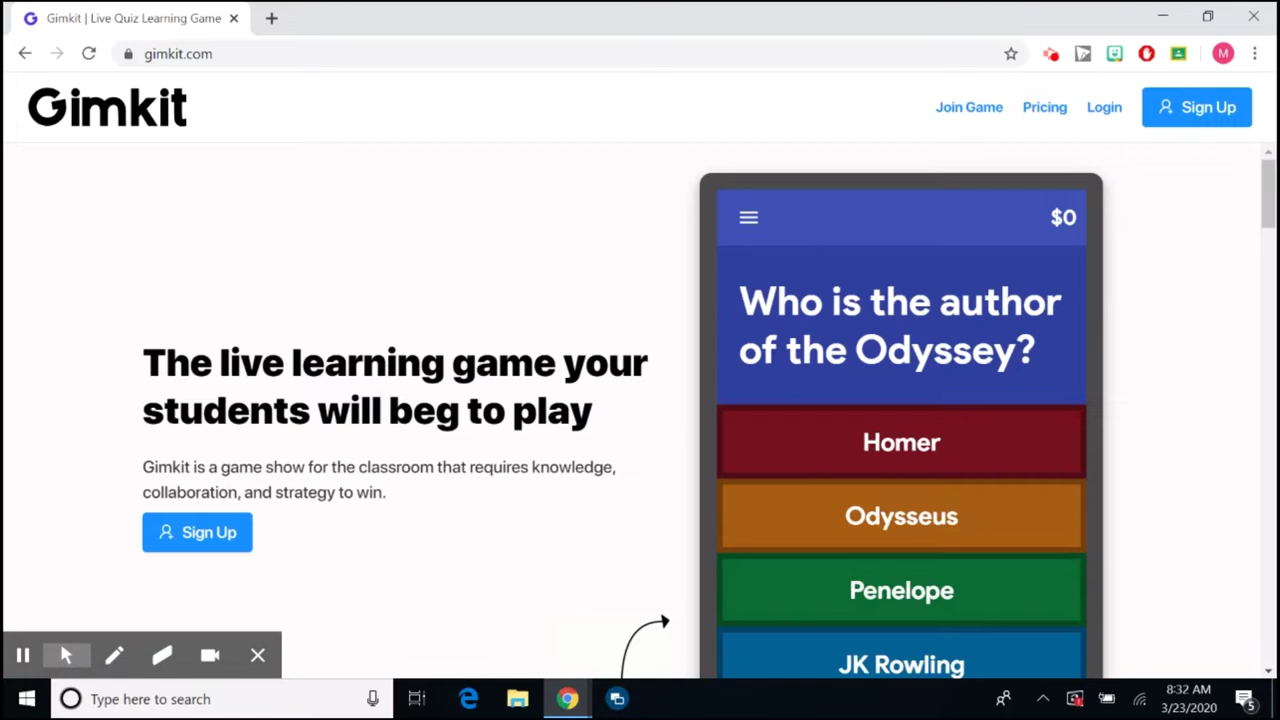 Gimkit | Live Quiz Learning Game
gimkit.com
M
Gimkit
Join Game
Pricing
Login
Sign Up
$0
Who is the author
of the Odyssey?
Homer
Odysseus
Penelope
JK Rowling
The live learning game your
students will beg to play
Gimkit is a game show for the classroom that requires knowledge,
collaboration, and strategy to win.
Sign Up
Type here to search
8:32 AM
3/23/2020
5